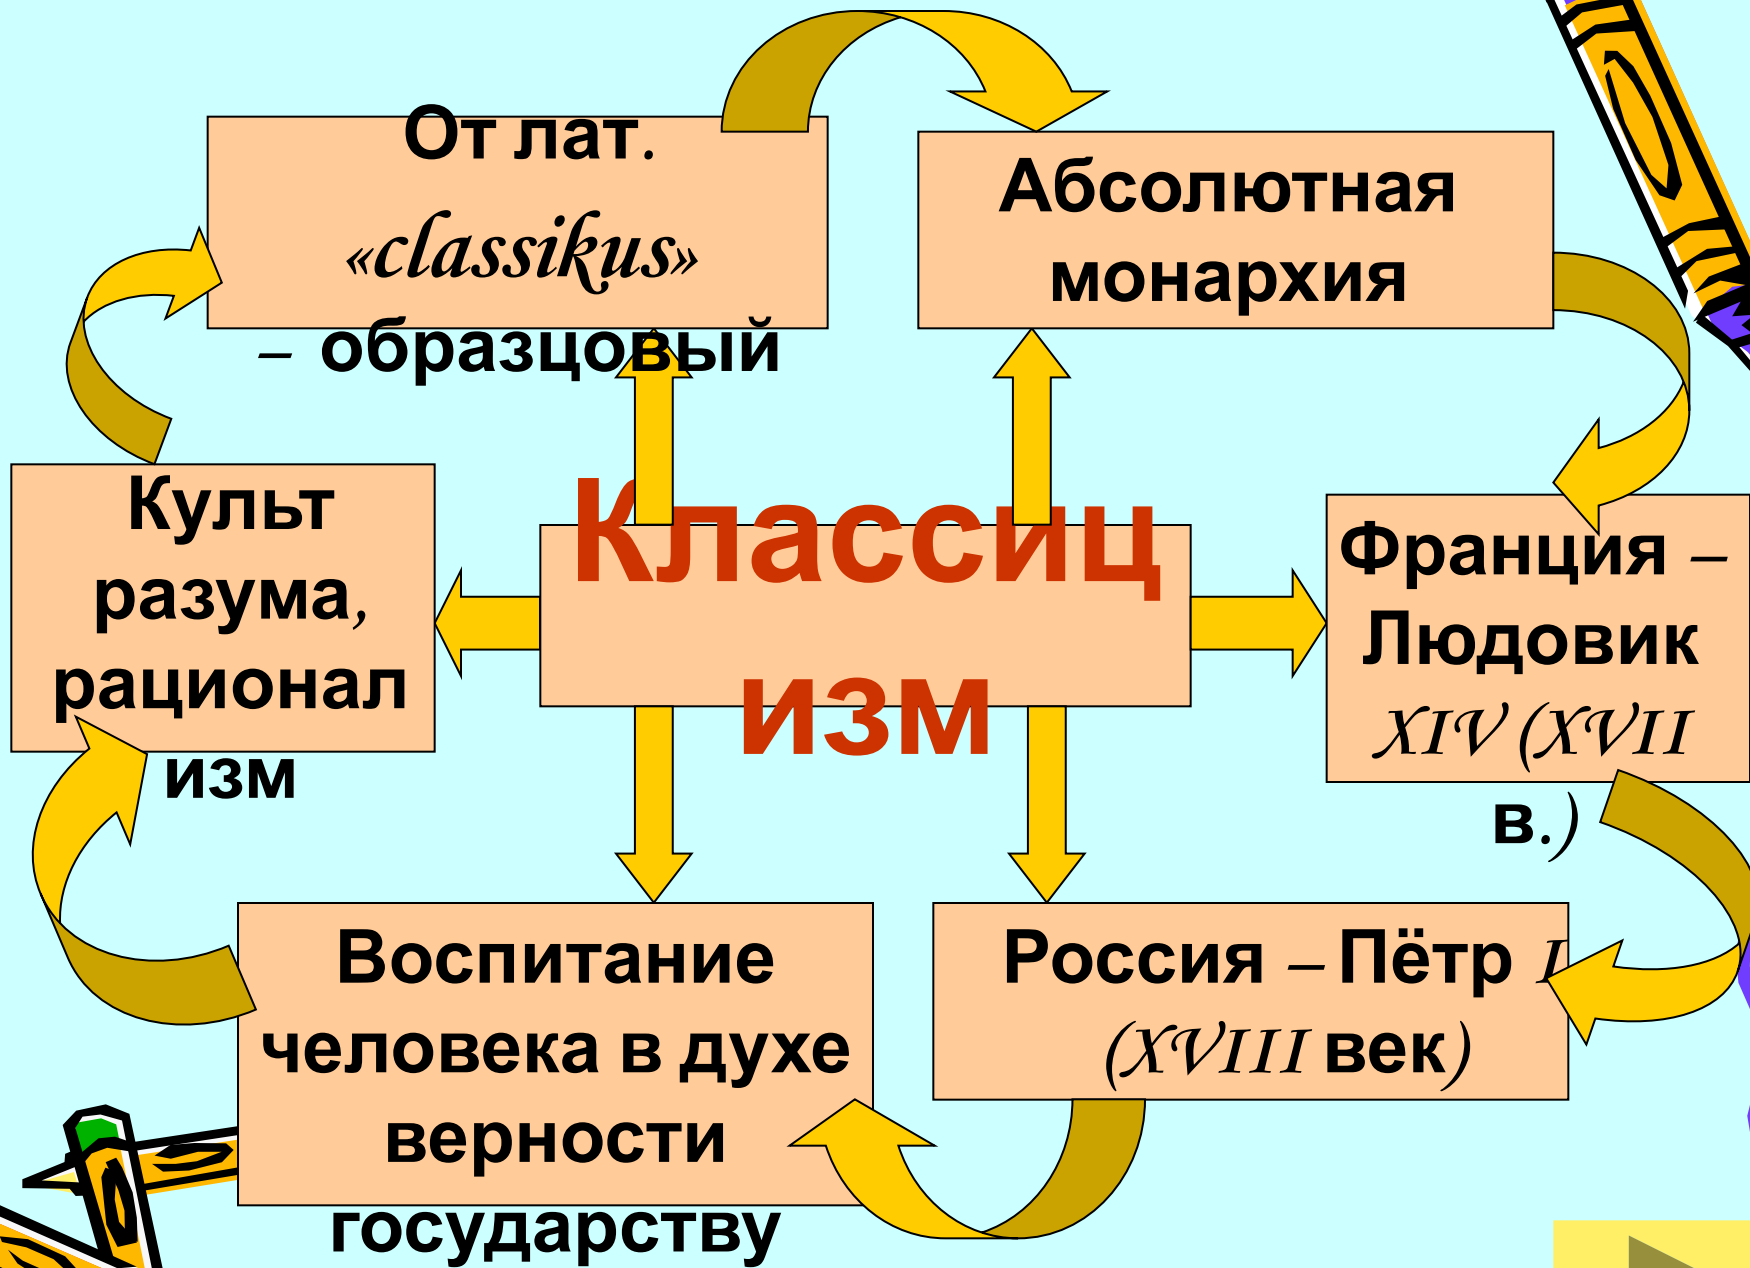 От лат.
«classikus»
– образцовый
Абсолютная
монархия
Культ
разума,
рационал
изм
Классиц
изм
Франция –
Людовик
XIV (XVII
в.)
Воспитание
человека в духе
верности
государству
Россия – Пётр I
(XVIII век)